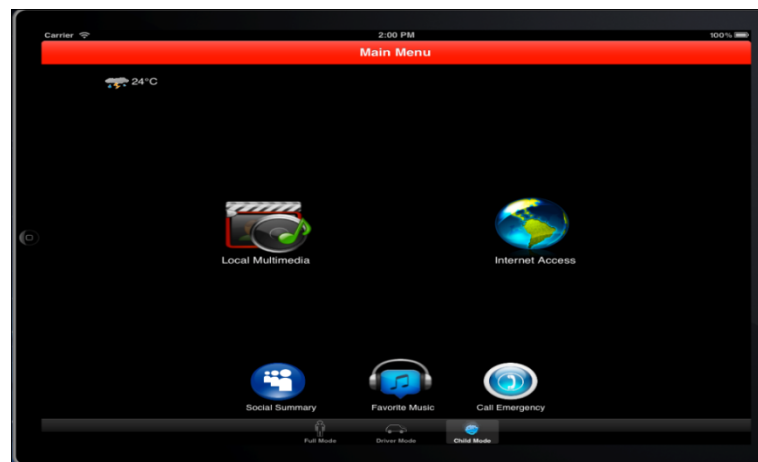 Carrier 2:00 PM 100%
Main Menu
24°C
Local Multimedia Internet Access
Social Summary Favorite Music Call Emergency
Full Mode Driver Mode Child Mode